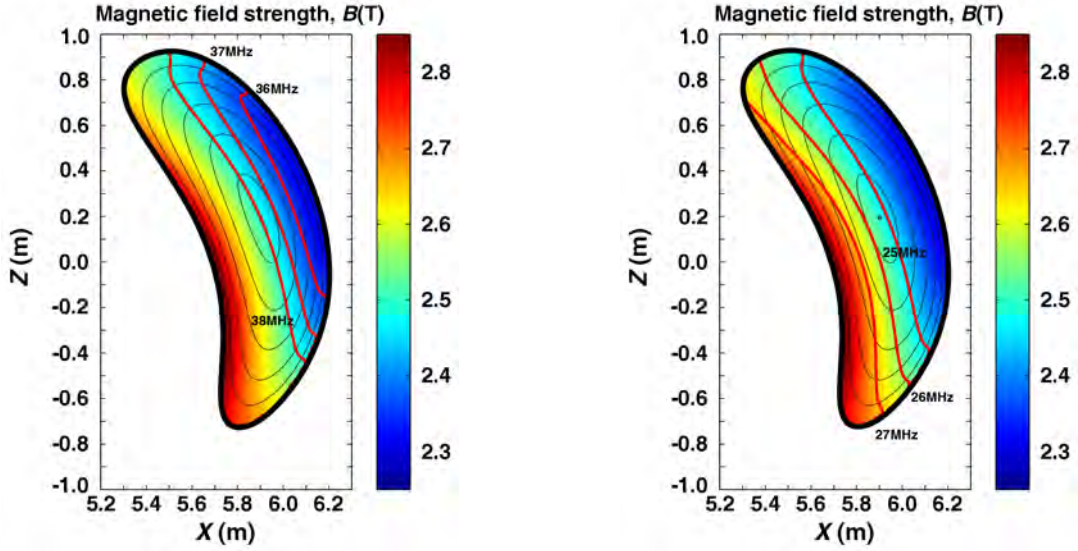 Magnetic field strength, B(T)
1.0
0.8
0.6
0.4
0.2
0.0
-0.2
-0.4
-0.6
-0.8
-1.0
Z (m)
37MHz
36MHz
38MHz
5.2 5.4 5.6 5.8 6.0 6.2
X (m)
2.8
2.7
2.6
2.5
2.4
2.3
Magnetic field strength, B(T)
1.0
0.8
0.6
0.4
0.2
0.0
-0.2
-0.4
-0.6
-0.8
-1.0
Z (m)
25MHz
26MHz
27MHz
5.2 5.4 5.6 5.8 6.0 6.2
X (m)
2.8
2.7
2.6
2.5
2.4
2.3